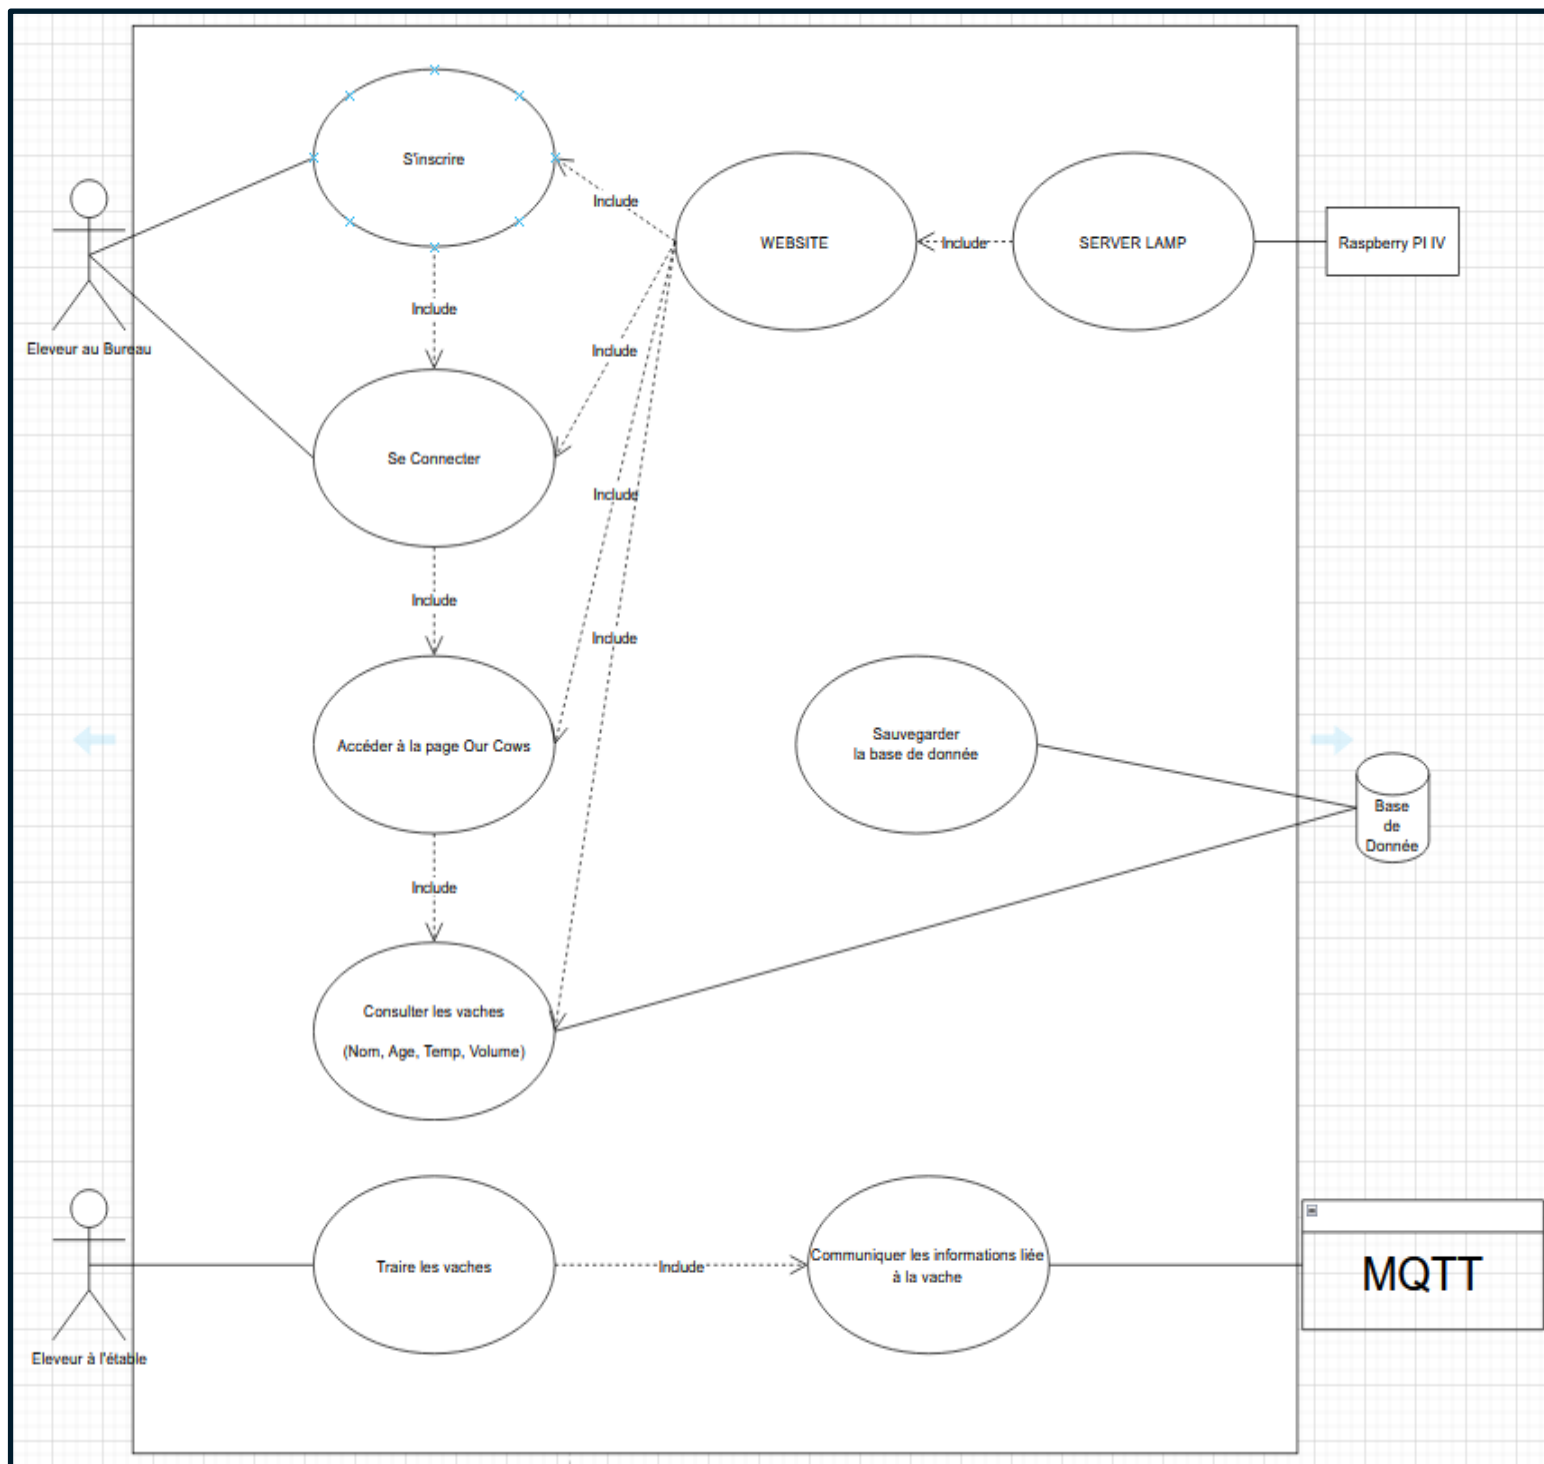 S'inscrire
Include
WEBSITE
Include
SERVER LAMP
Raspberry PI IV
Include
Eleveur au Bureau
Include
Se Connecter
Include
Include
Include
Accéder à la page Our Cows
Sauvegarder
la base de donnée
Base
de
Donnée
Include
Consulter les vaches
(Nom, Age, Temp, Volume)
Traire les vaches
Include
Communiquer les informations liée
à la vache
MQTT
Eleveur à l'étable